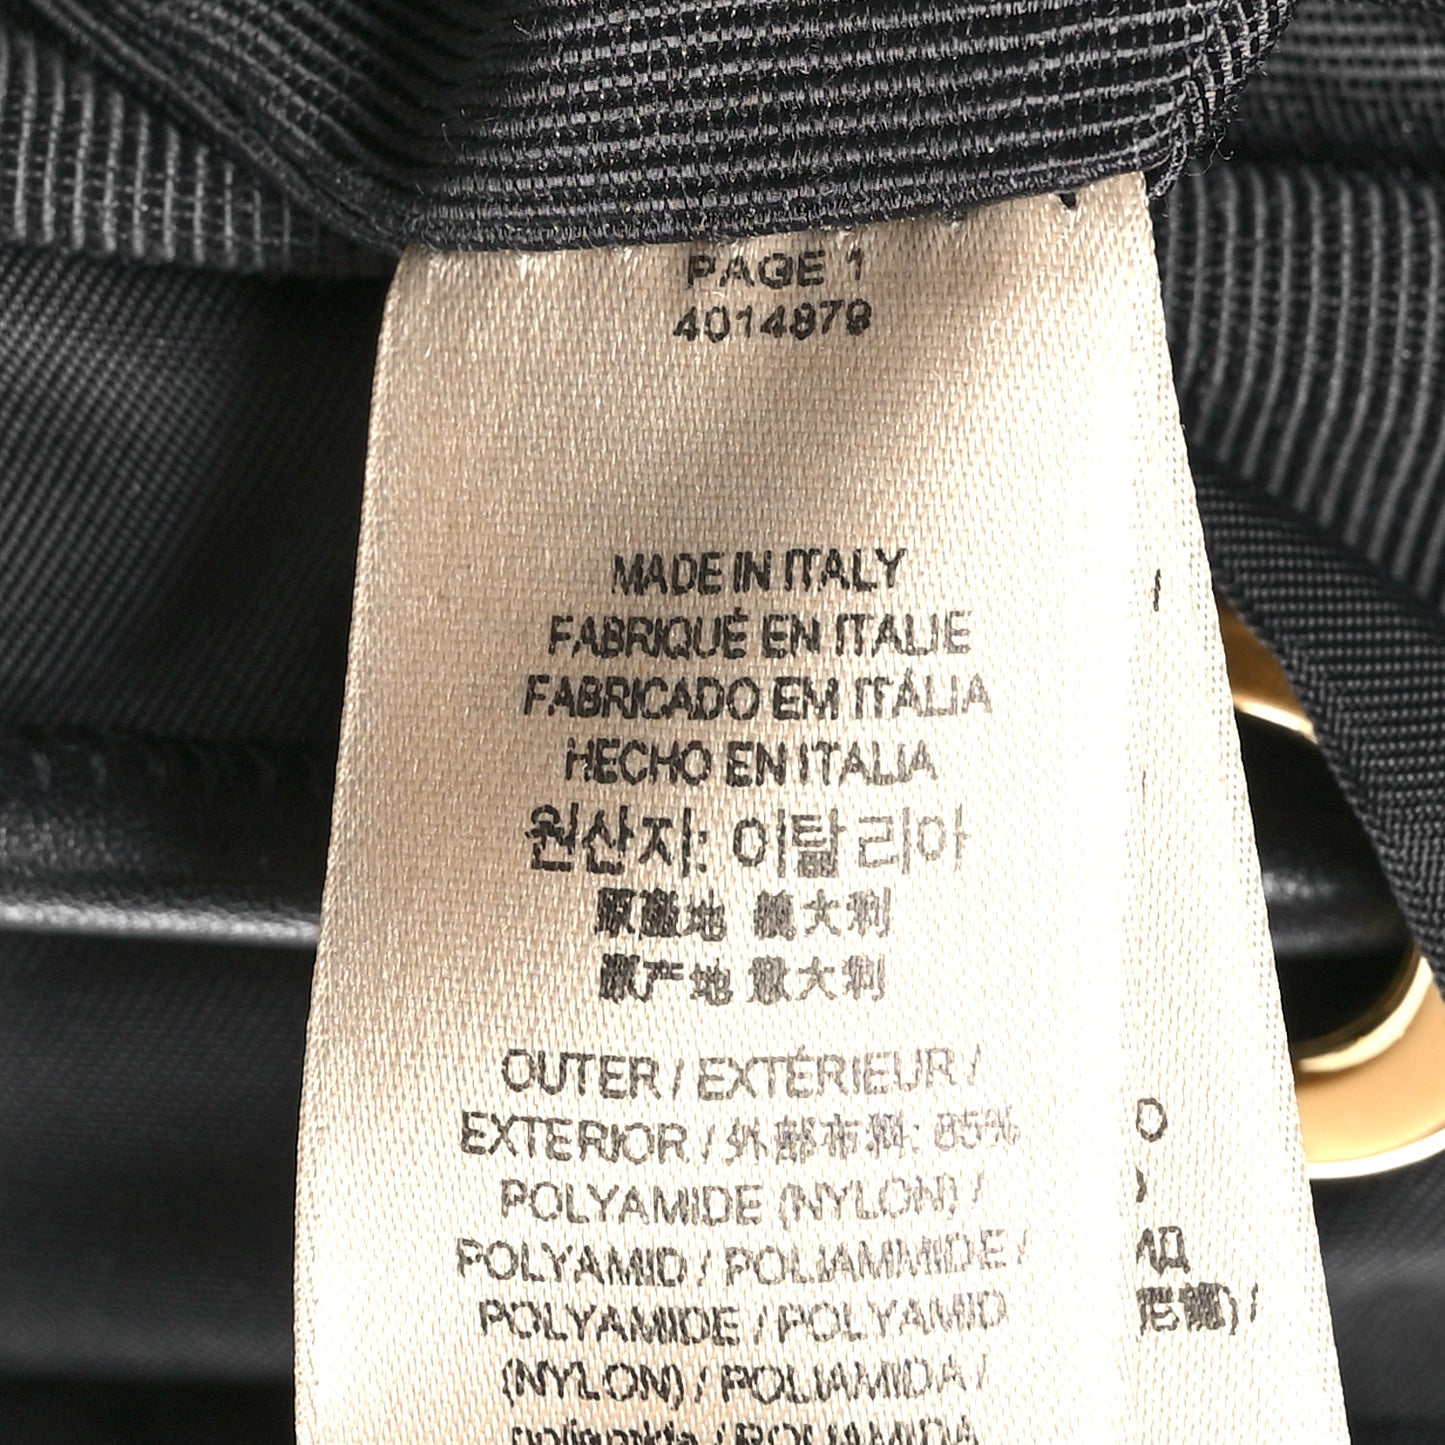 PAGE 1
4014879
MADE IN ITALY
FABRIQUÉ EN ITALIE
FABRICADO EM ITÁLIA
HECHO EN ITALIA
원산지: 이탈리아
原產地 義大利
原产地 意大利
OUTER / EXTÉRIEUR /
EXTERIOR / 外部布料: 85%
POLYAMIDE (NYLON) /
POLYAMID / POLIAMMIDE /
POLYAMIDE / POLYAMID
(NYLON) / POLIAMIDA /
poliamida / POLIAMIDA